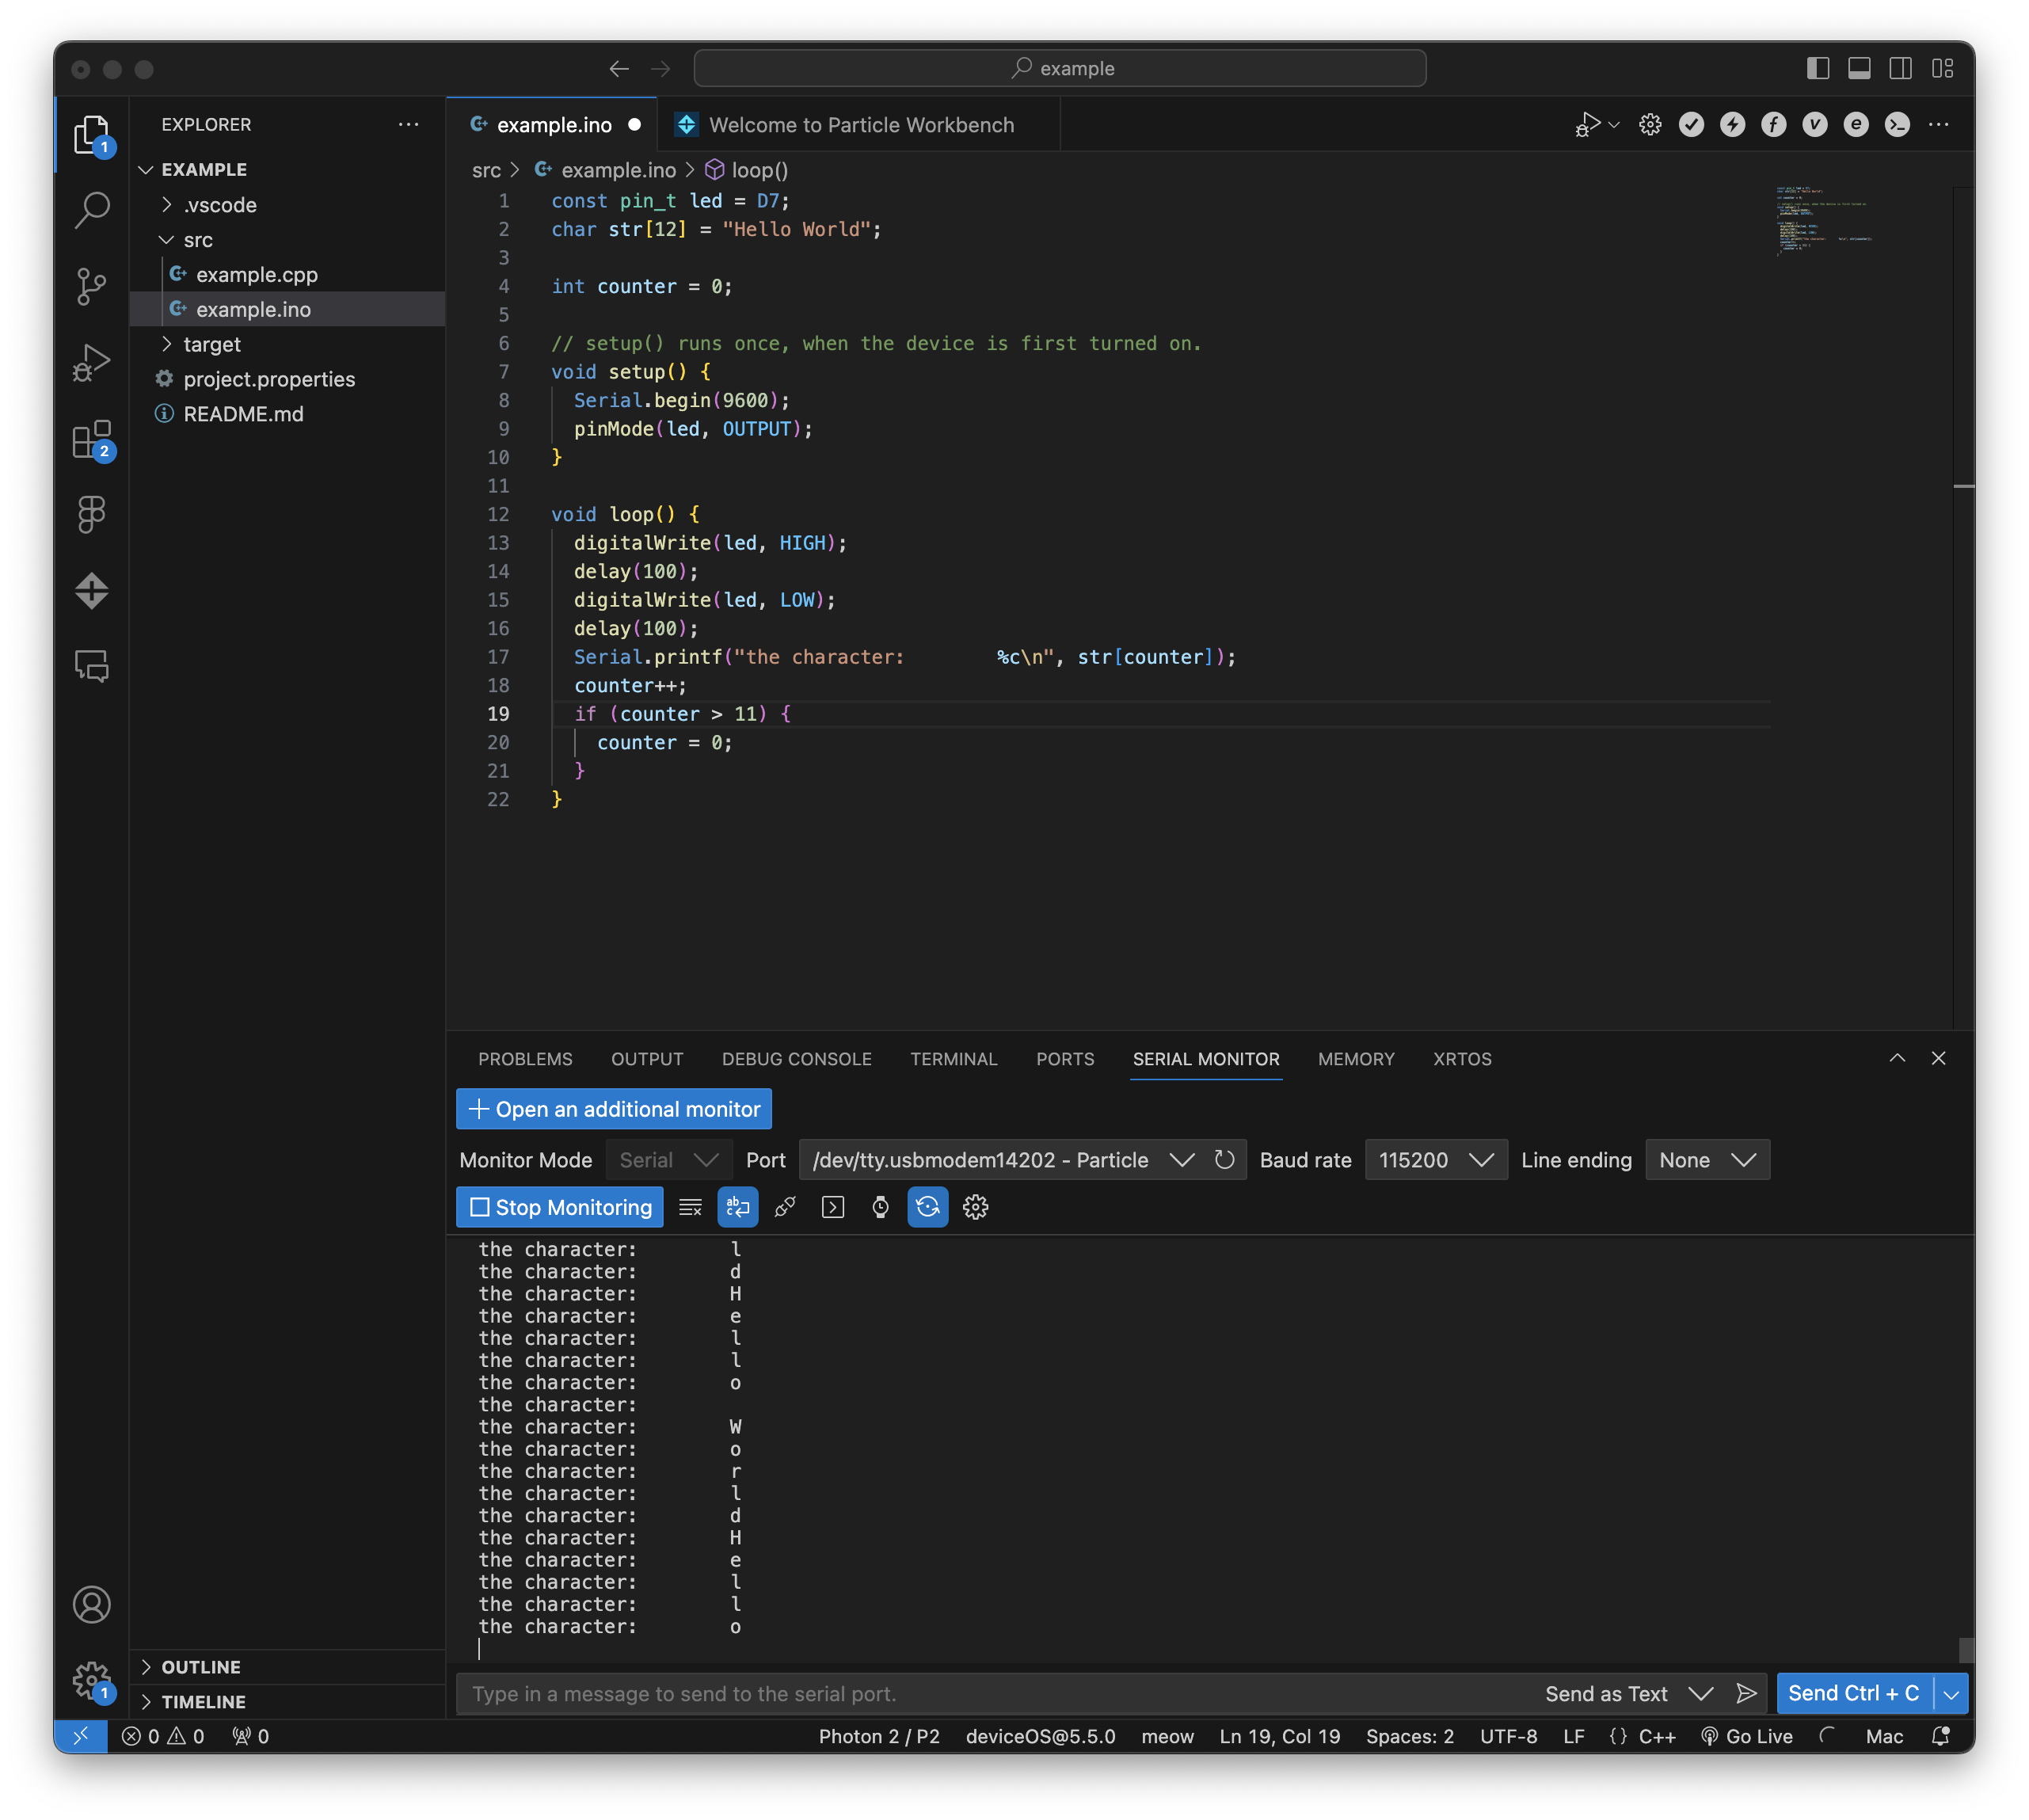 example
EXPLORER
EXAMPLE
.vscode
src
example.cpp
example.ino
target
project.properties
README.md
OUTLINE
TIMELINE
1
2
1
example.ino
Welcome to Particle Workbench
src > example.ino > loop()
1 const pin_t led = D7;
2 char str[12] = "Hello World";
3
4 int counter = 0;
5
6 // setup() runs once, when the device is first turned on.
7 void setup() {
8   Serial.begin(9600);
9   pinMode(led, OUTPUT);
10 }
11
12 void loop() {
13   digitalWrite(led, HIGH);
14   delay(100);
15   digitalWrite(led, LOW);
16   delay(100);
17   Serial.printf("the character:        %c\n", str[counter]);
18   counter++;
19   if (counter > 11) {
20     counter = 0;
21   }
22 }
PROBLEMS OUTPUT DEBUG CONSOLE TERMINAL PORTS SERIAL MONITOR MEMORY XRTOS
Open an additional monitor
Monitor Mode Serial Port /dev/tty.usbmodem14202 - Particle Baud rate 115200 Line ending None
Stop Monitoring
the character:        l
the character:        d
the character:        H
the character:        e
the character:        l
the character:        l
the character:        o
the character:
the character:        W
the character:        o
the character:        r
the character:        l
the character:        d
the character:        H
the character:        e
the character:        l
the character:        l
the character:        o
Type in a message to send to the serial port. Send as Text Send Ctrl + C
0 0 0 Photon 2 / P2 deviceOS@5.5.0 meow Ln 19, Col 19 Spaces: 2 UTF-8 LF {} C++ Go Live Mac